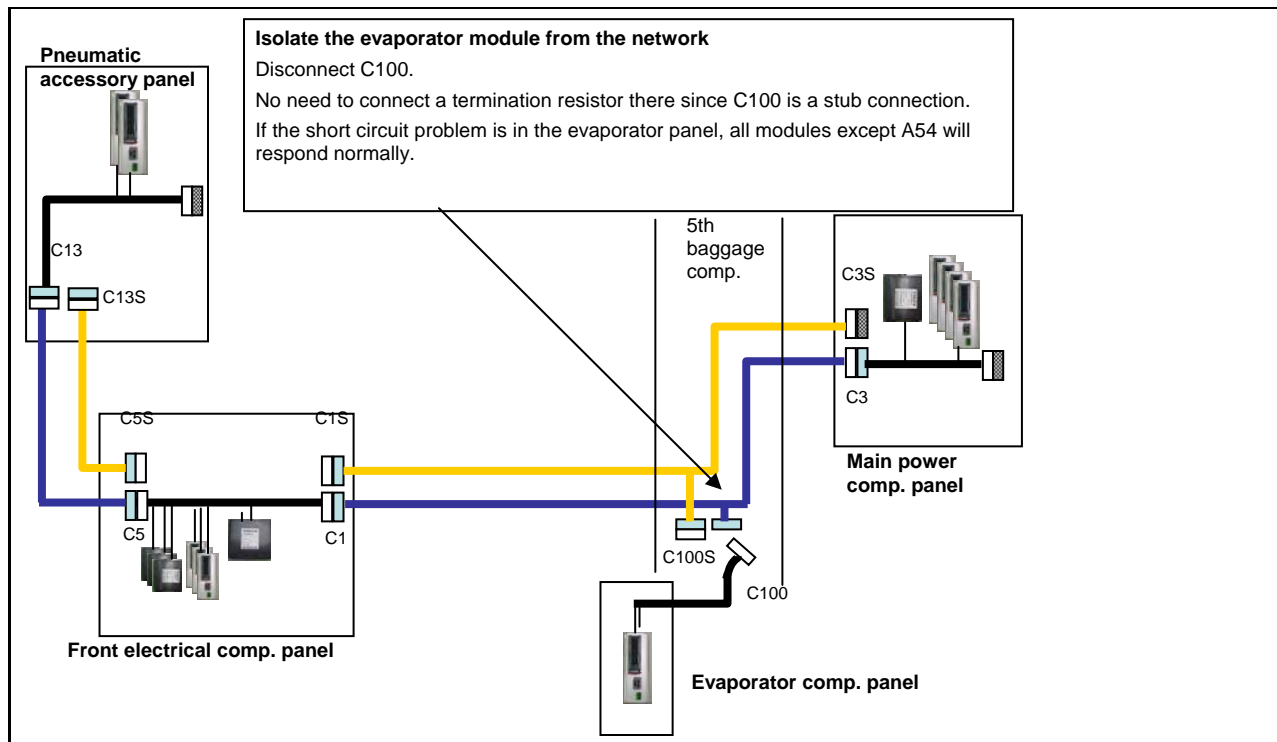 Isolate the evaporator module from the network
Disconnect C100.
No need to connect a termination resistor there since C100 is a stub connection.
If the short circuit problem is in the evaporator panel, all modules except A54 will
respond normally.
Pneumatic
accessory panel
C13
C13S
5th
baggage
comp.
C3S
C3
Main power
comp. panel
C5S
C1S
C5
C1
C100S
C100
Front electrical comp. panel
Evaporator comp. panel